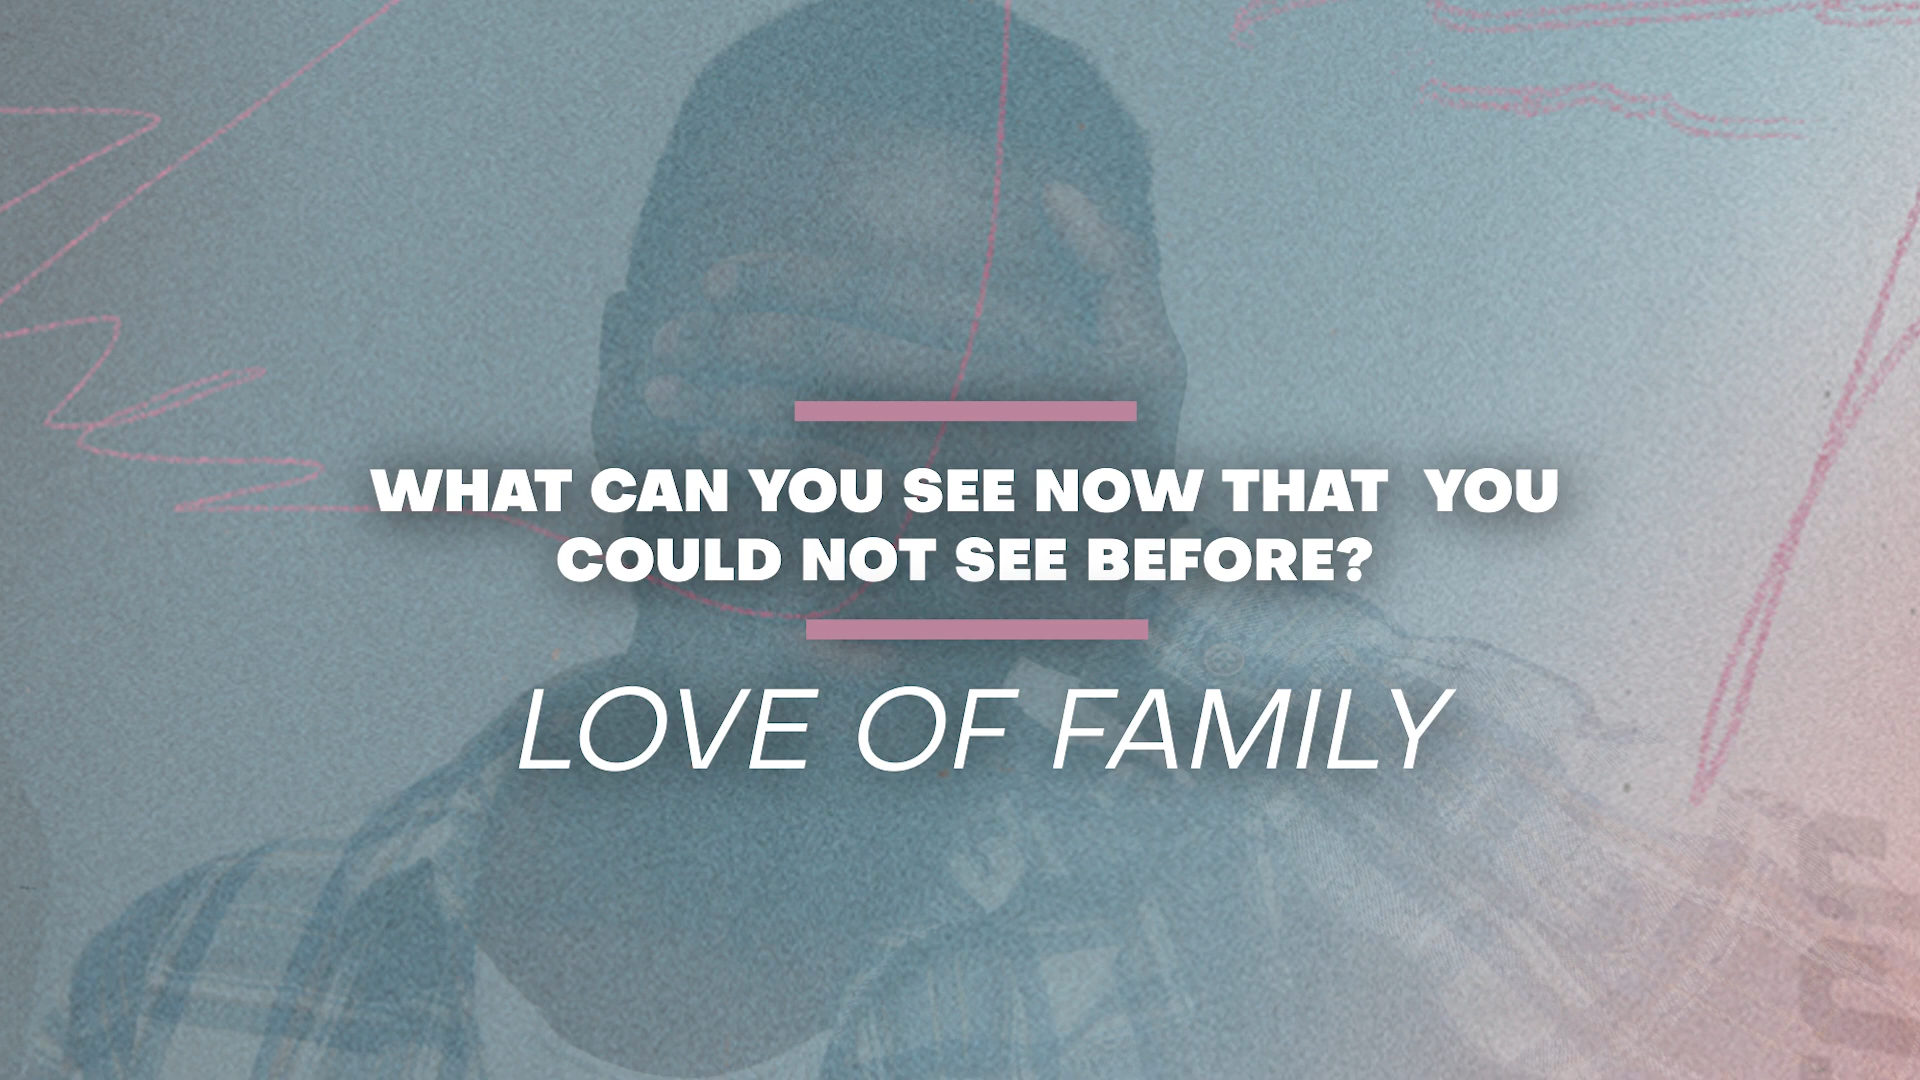 WHAT CAN YOU SEE NOW THAT  YOU
COULD NOT SEE BEFORE?
LOVE OF FAMILY